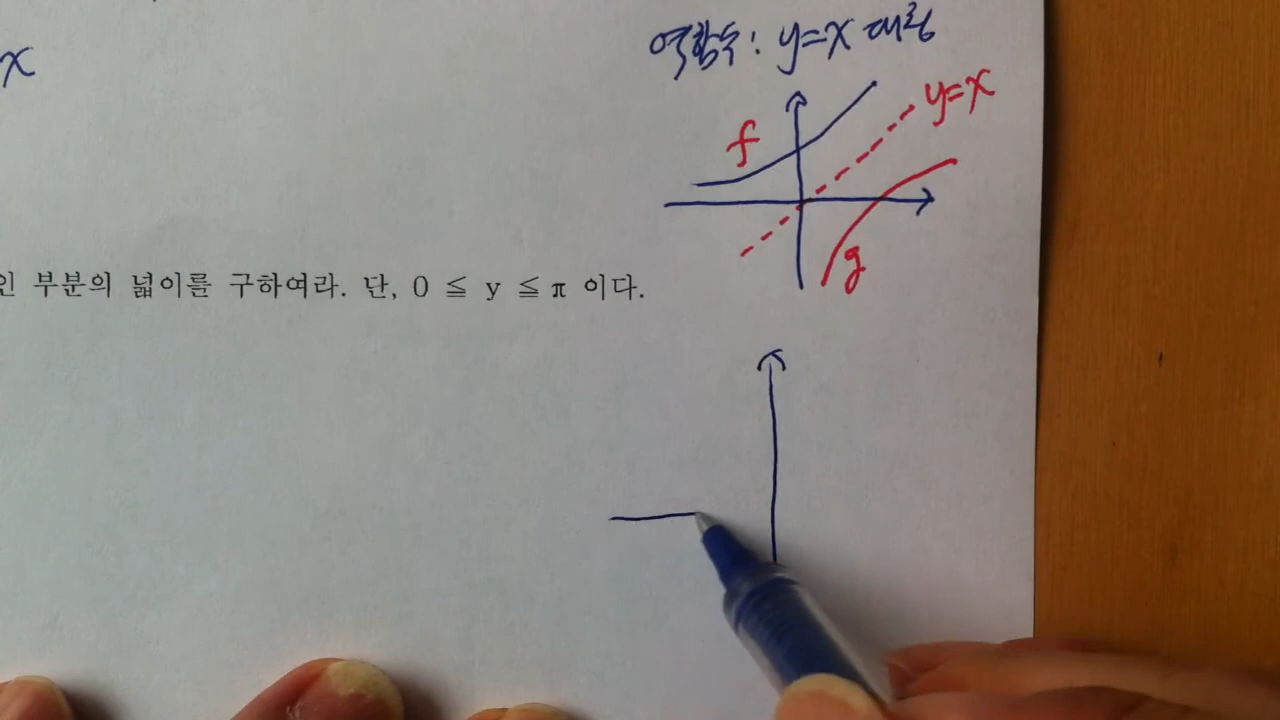 x
역함수: y=x 대칭
y=x
f
g
인 부분의 넓이를 구하여라. 단, 0 ≦ y ≦ π 이다.